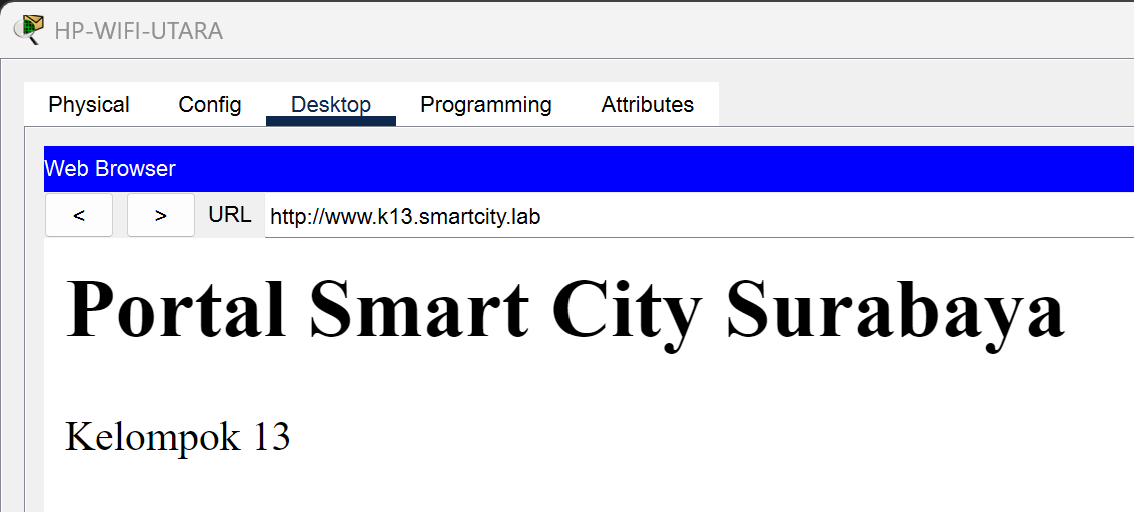 HP-WIFI-UTARA
Physical Config Desktop Programming Attributes
Web Browser
< > URL http://www.k13.smartcity.lab
Portal Smart City Surabaya
Kelompok 13